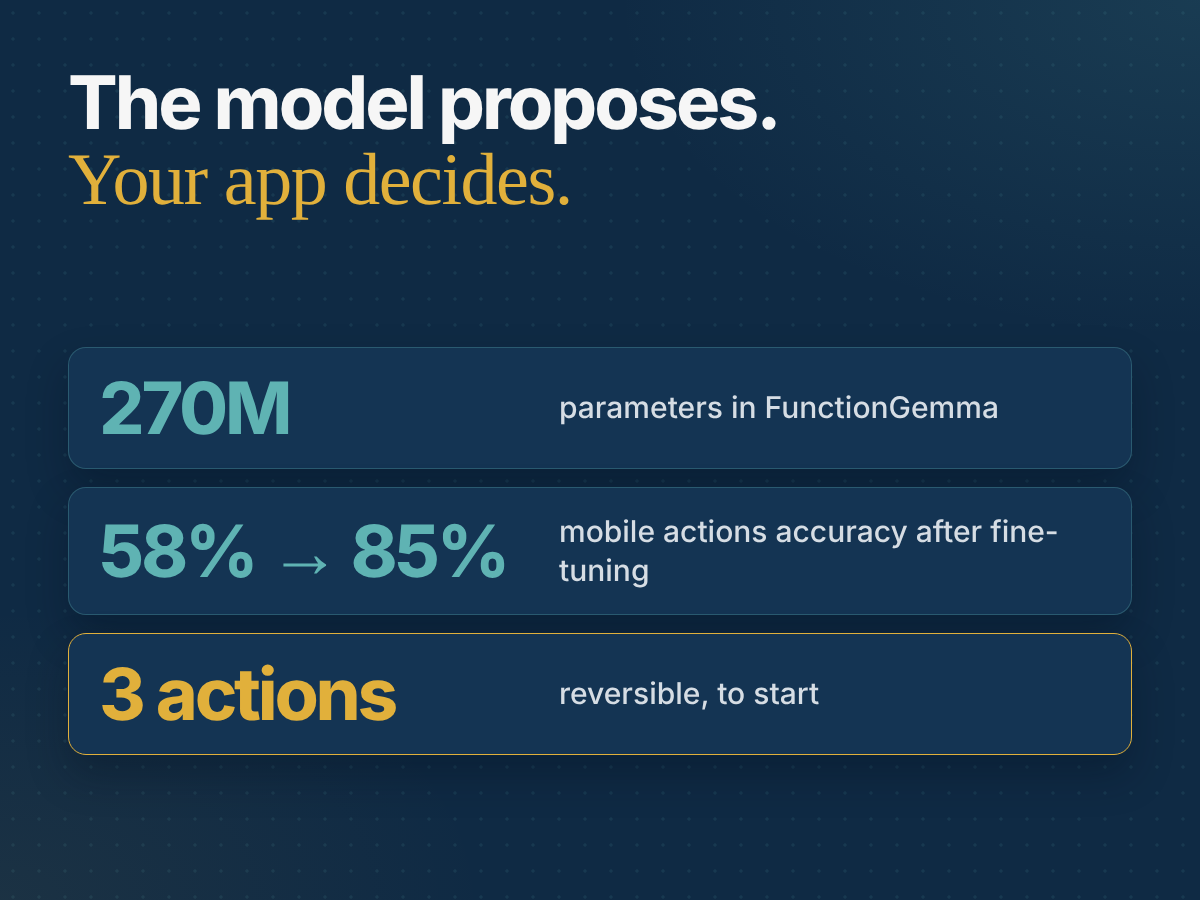 The model proposes.
Your app decides.
270M
parameters in FunctionGemma
58% → 85%
mobile actions accuracy after fine-
tuning
3 actions
reversible, to start